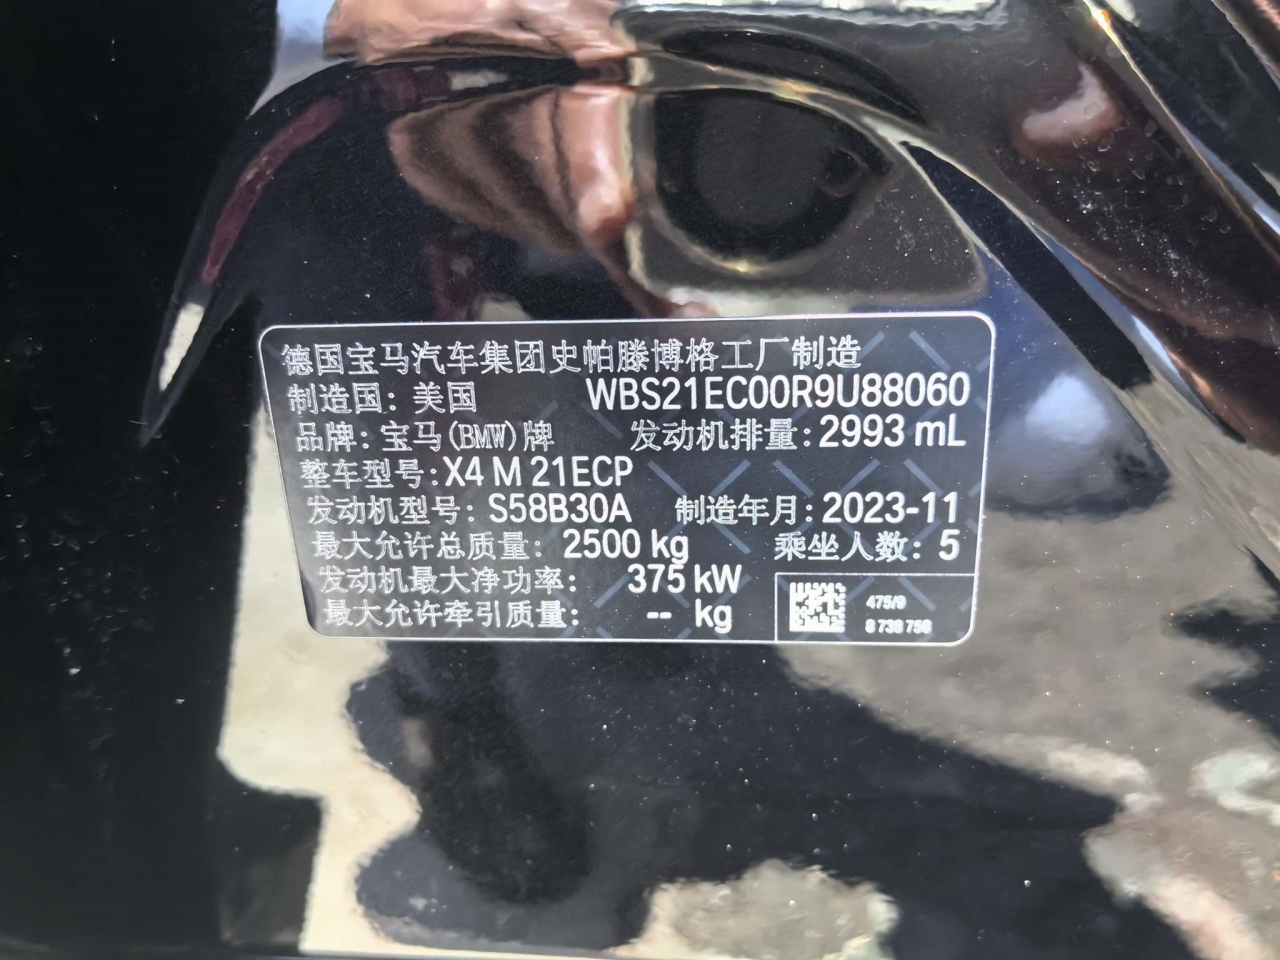 德国宝马汽车集团史帕滕博格工厂制造
制造国: 美国 WBS21EC00R9U88060
品牌: 宝马(BMW)牌 发动机排量: 2993 mL
整车型号: X4 M 21ECP
发动机型号: S58B30A 制造年月: 2023-11
最大允许总质量: 2500 kg 乘坐人数: 5
发动机最大净功率: 375 kW
最大允许牵引质量: -- kg
475/9
8 738 758